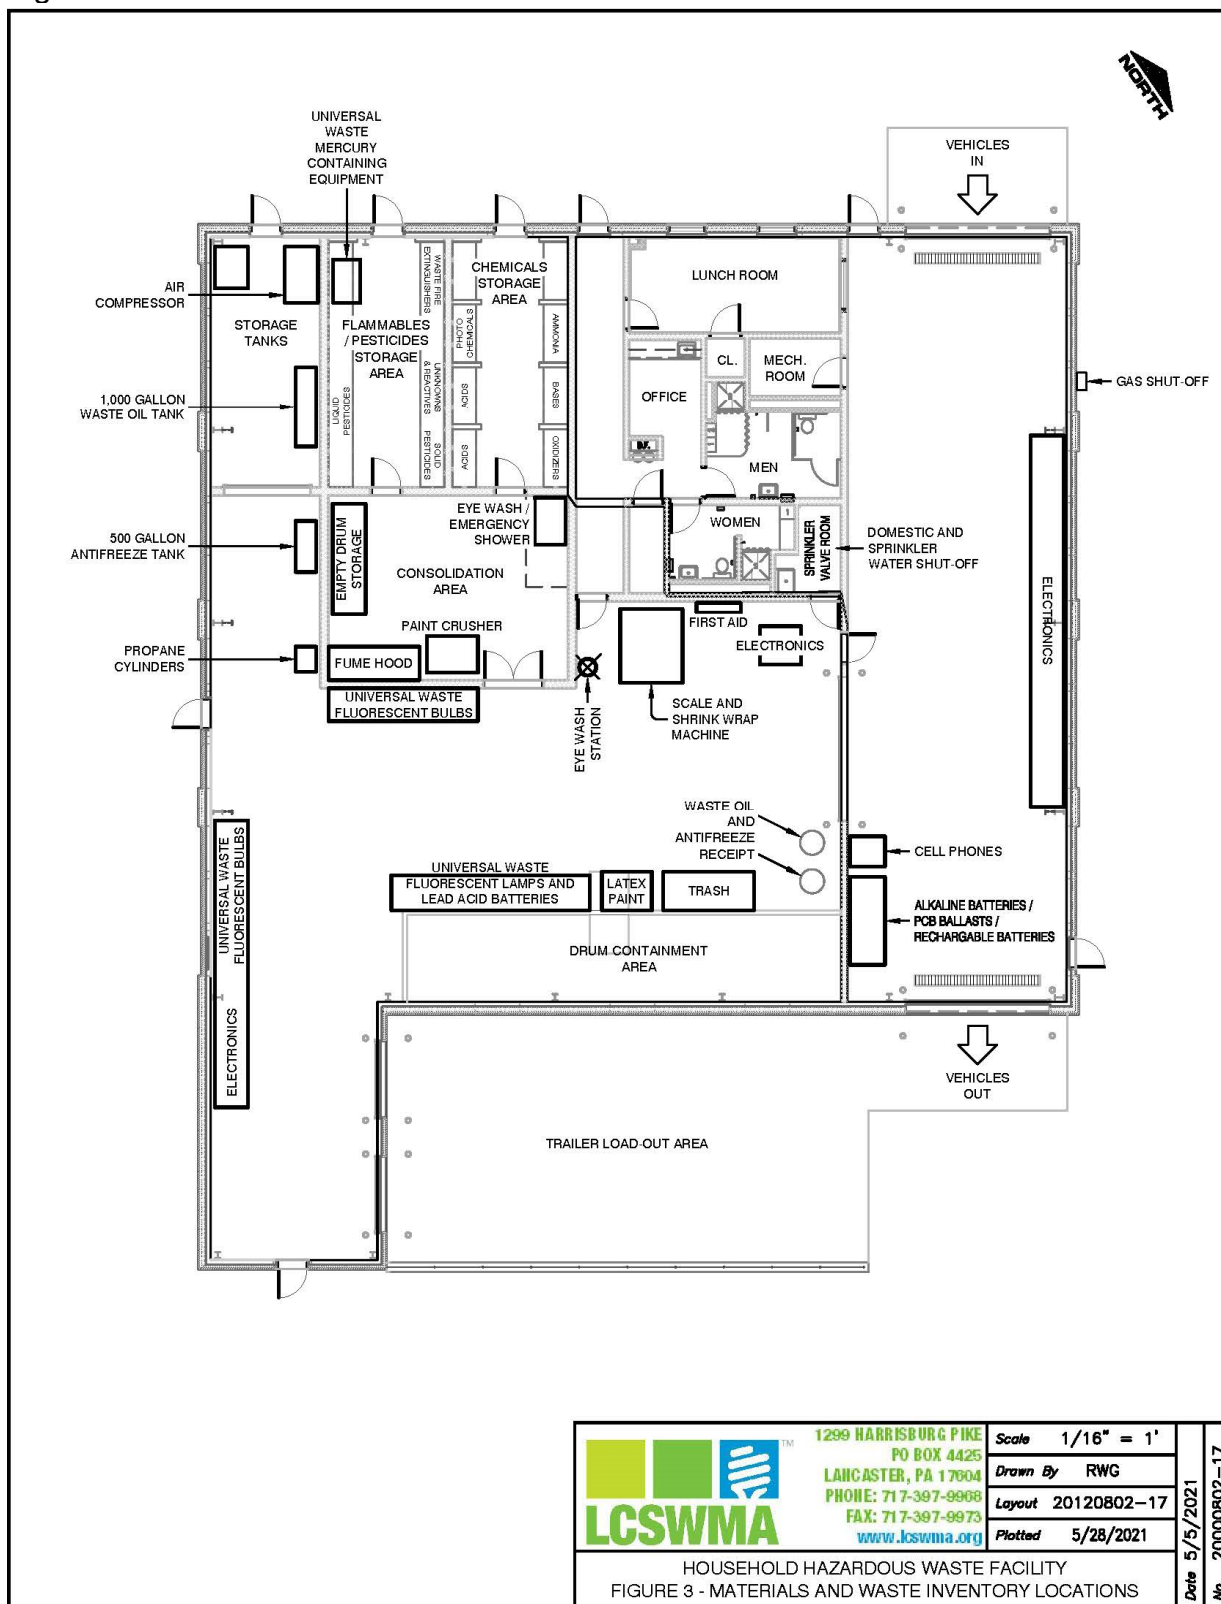 NORTH
UNIVERSAL
WASTE
MERCURY
CONTAINING
EQUIPMENT
VEHICLES
IN
AIR
COMPRESSOR
STORAGE
TANKS
FLAMMABLES
/ PESTICIDES
STORAGE
AREA
WASTE FIRE
EXTINGUISHERS
UNKNOWNS
& REACTIVES
SOLID
PESTICIDES
LIQUID
PESTICIDES
CHEMICALS
STORAGE
AREA
PHOTO
CHEMICALS
ACIDS
ACIDS
AMMONIA
BASES
OXIDIZERS
LUNCH ROOM
CL.
MECH.
ROOM
OFFICE
D.F.
MEN
GAS SHUT-OFF
1,000 GALLON
WASTE OIL TANK
500 GALLON
ANTIFREEZE TANK
EMPTY DRUM
STORAGE
EYE WASH /
EMERGENCY
SHOWER
CONSOLIDATION
AREA
WOMEN
SPRINKLER
VALVE ROOM
DOMESTIC AND
SPRINKLER
WATER SHUT-OFF
ELECTRONICS
PAINT CRUSHER
FIRST AID
ELECTRONICS
PROPANE
CYLINDERS
FUME HOOD
UNIVERSAL WASTE
FLUORESCENT BULBS
EYE WASH
STATION
SCALE AND
SHRINK WRAP
MACHINE
WASTE OIL
AND
ANTIFREEZE
RECEIPT
CELL PHONES
UNIVERSAL WASTE
FLUORESCENT BULBS
ELECTRONICS
UNIVERSAL WASTE
FLUORESCENT LAMPS AND
LEAD ACID BATTERIES
LATEX
PAINT
TRASH
ALKALINE BATTERIES /
PCB BALLASTS /
RECHARGABLE BATTERIES
DRUM CONTAINMENT
AREA
VEHICLES
OUT
TRAILER LOAD-OUT AREA
LCSWMA
TM
1299 HARRISBURG PIKE
PO BOX 4425
LANCASTER, PA 17604
PHONE: 717-397-9968
FAX: 717-397-9973
www.lcswma.org
Scale 1/16" = 1'
Drawn By RWG
Layout 20120802-17
Plotted 5/28/2021
Date 5/5/2021
No. 20000802-17
HOUSEHOLD HAZARDOUS WASTE FACILITY
FIGURE 3 - MATERIALS AND WASTE INVENTORY LOCATIONS